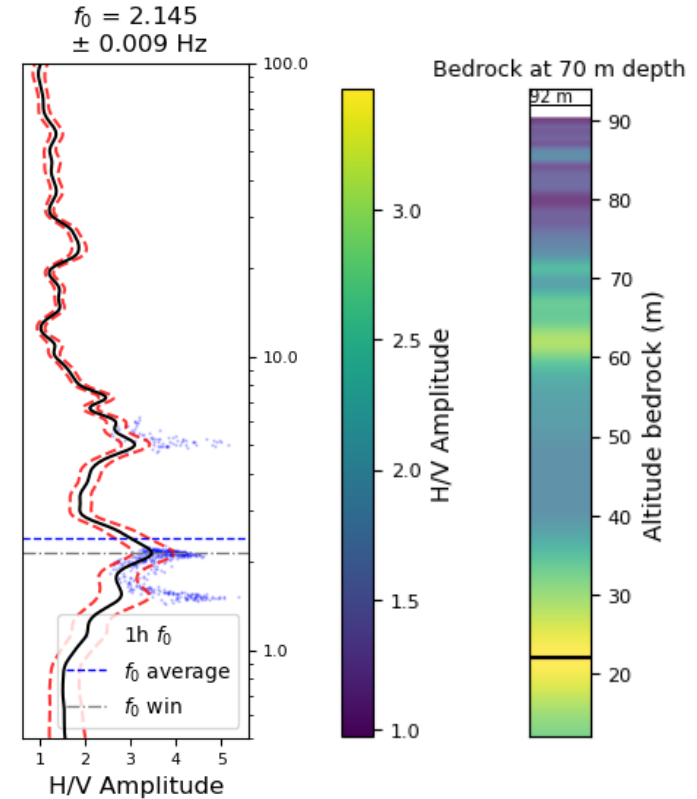 f₀ = 2.145
± 0.009 Hz
100.0
10.0
1.0
1h f₀
f₀ average
f₀ win
1 2 3 4 5
H/V Amplitude
3.0
2.5
2.0
1.5
1.0
H/V Amplitude
Bedrock at 70 m depth
92 m
90
80
70
60
50
40
30
20
Altitude bedrock (m)